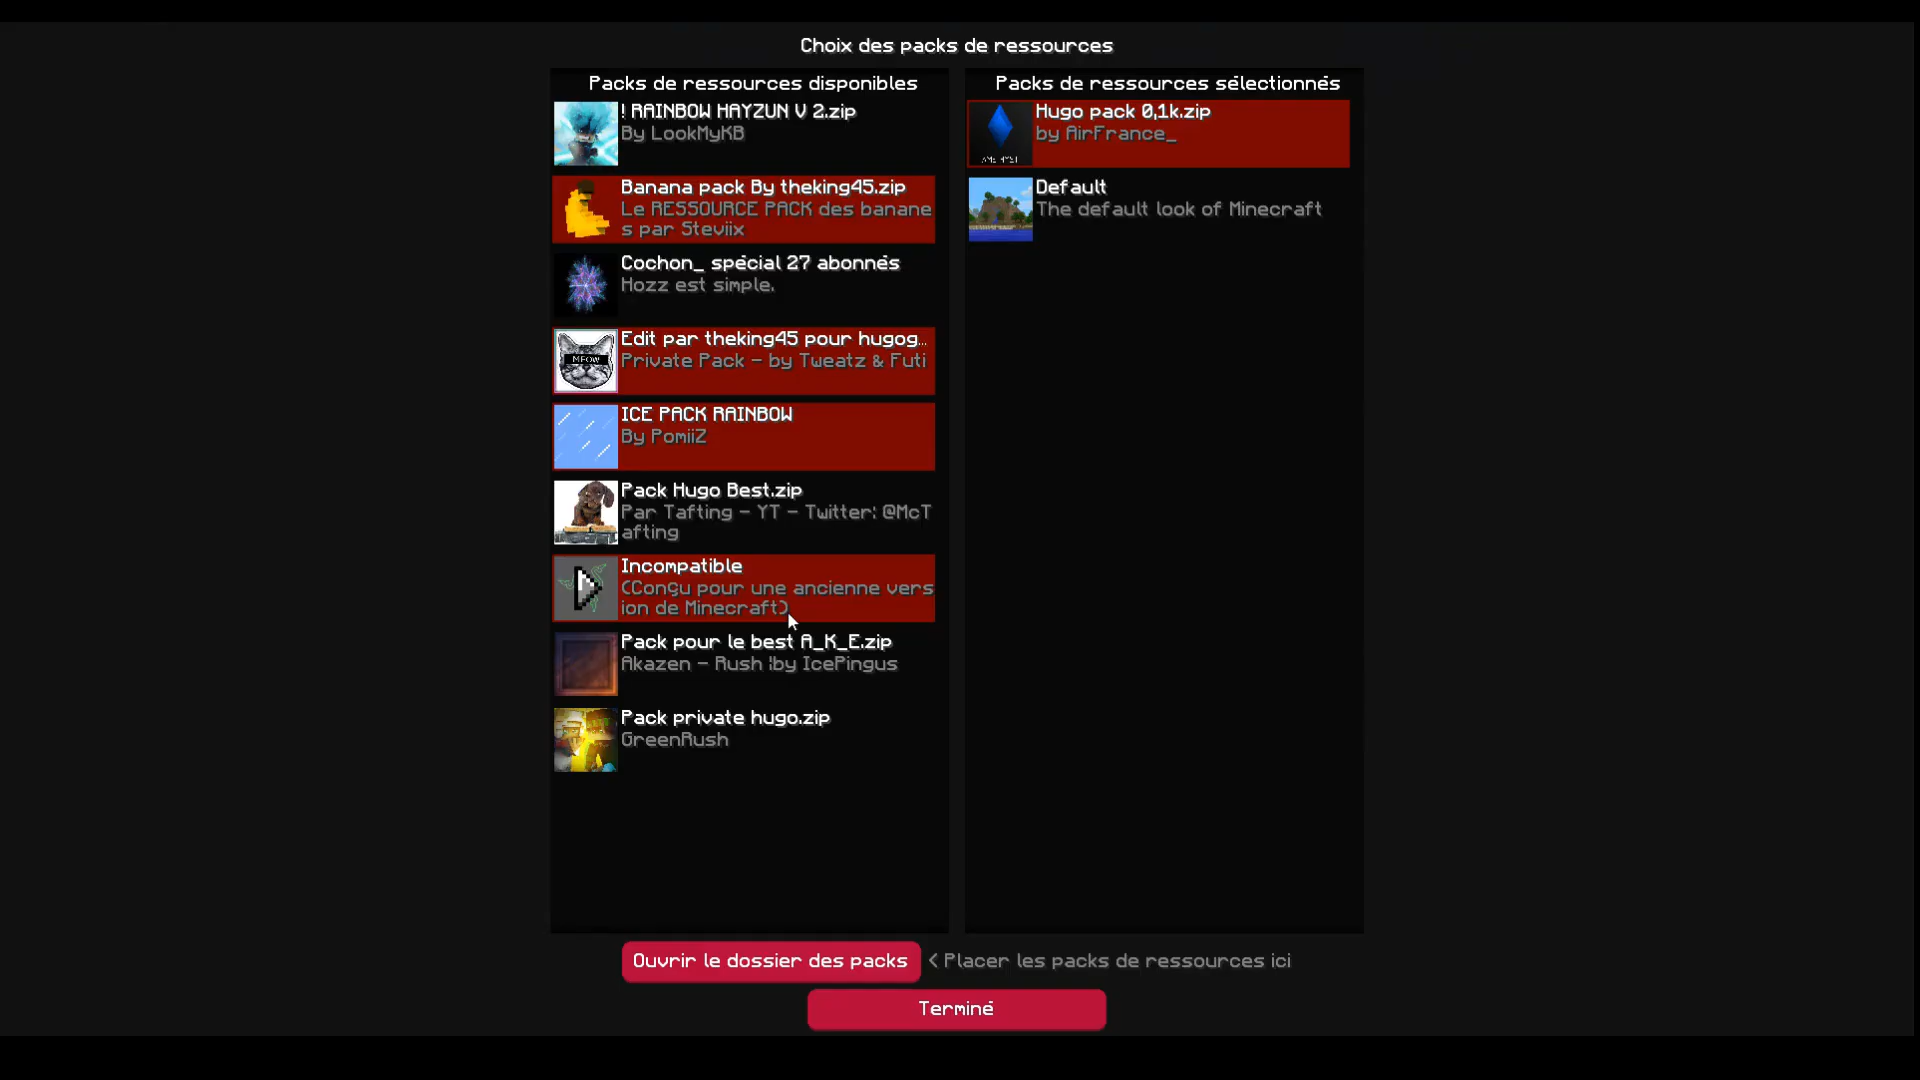 Choix des packs de ressources
Packs de ressources disponibles
! RAINBOW HAYZUN V 2.zip
By LookMyKB
Banana pack By theking45.zip
Le RESSOURCE PACK des banane
s par Steviix
Cochon_ spécial 27 abonnés
Hozz est simple.
MEOW
Edit par theking45 pour hugog...
Private Pack - by Tweatz & Futi
ICE PACK RAINBOW
By PomiiZ
Pack Hugo Best.zip
Par Tafting - YT - Twitter: @McT
afting
Incompatible
(Conçu pour une ancienne vers
ion de Minecraft)
Pack pour le best A_K_E.zip
Akazen - Rush |by IcePingus
Pack private hugo.zip
GreenRush
Packs de ressources sélectionnés
Hugo pack 0,1k.zip
by AirFrance_
Default
The default look of Minecraft
Ouvrir le dossier des packs
< Placer les packs de ressources ici
Terminé